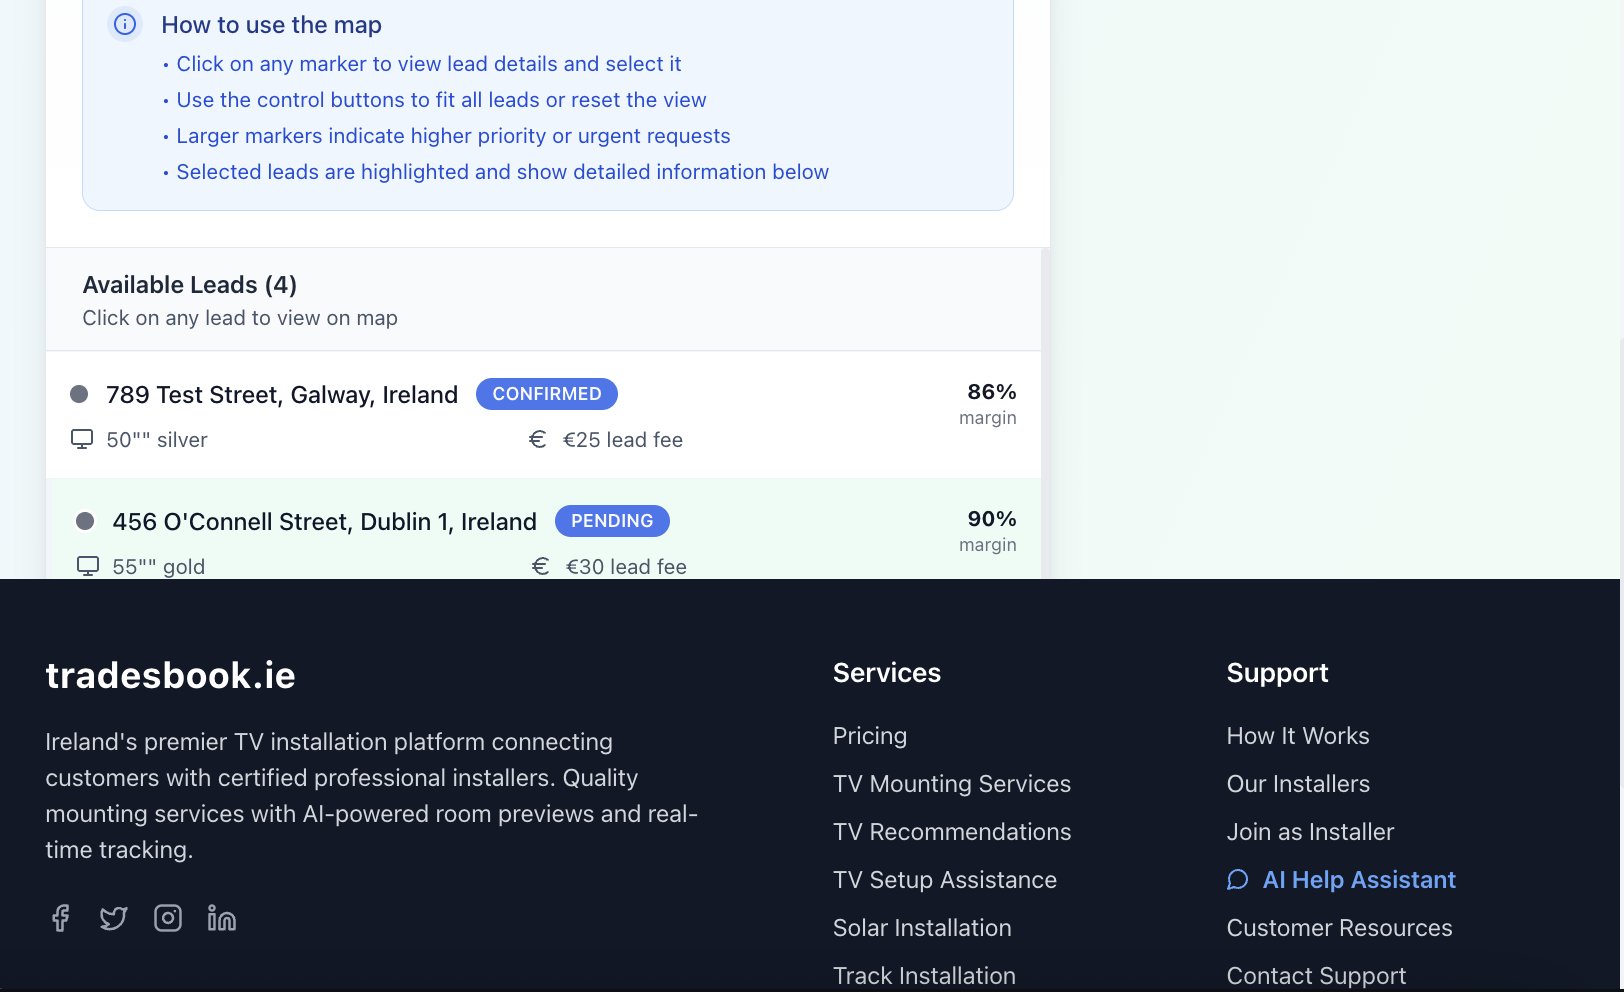 How to use the map
• Click on any marker to view lead details and select it
• Use the control buttons to fit all leads or reset the view
• Larger markers indicate higher priority or urgent requests
• Selected leads are highlighted and show detailed information below
Available Leads (4)
Click on any lead to view on map
789 Test Street, Galway, Ireland CONFIRMED 86%
margin
50"" silver €25 lead fee
456 O'Connell Street, Dublin 1, Ireland PENDING 90%
margin
55"" gold €30 lead fee
tradesbook.ie
Ireland's premier TV installation platform connecting
customers with certified professional installers. Quality
mounting services with AI-powered room previews and real-
time tracking.
Services
Pricing
TV Mounting Services
TV Recommendations
TV Setup Assistance
Solar Installation
Track Installation
Support
How It Works
Our Installers
Join as Installer
AI Help Assistant
Customer Resources
Contact Support